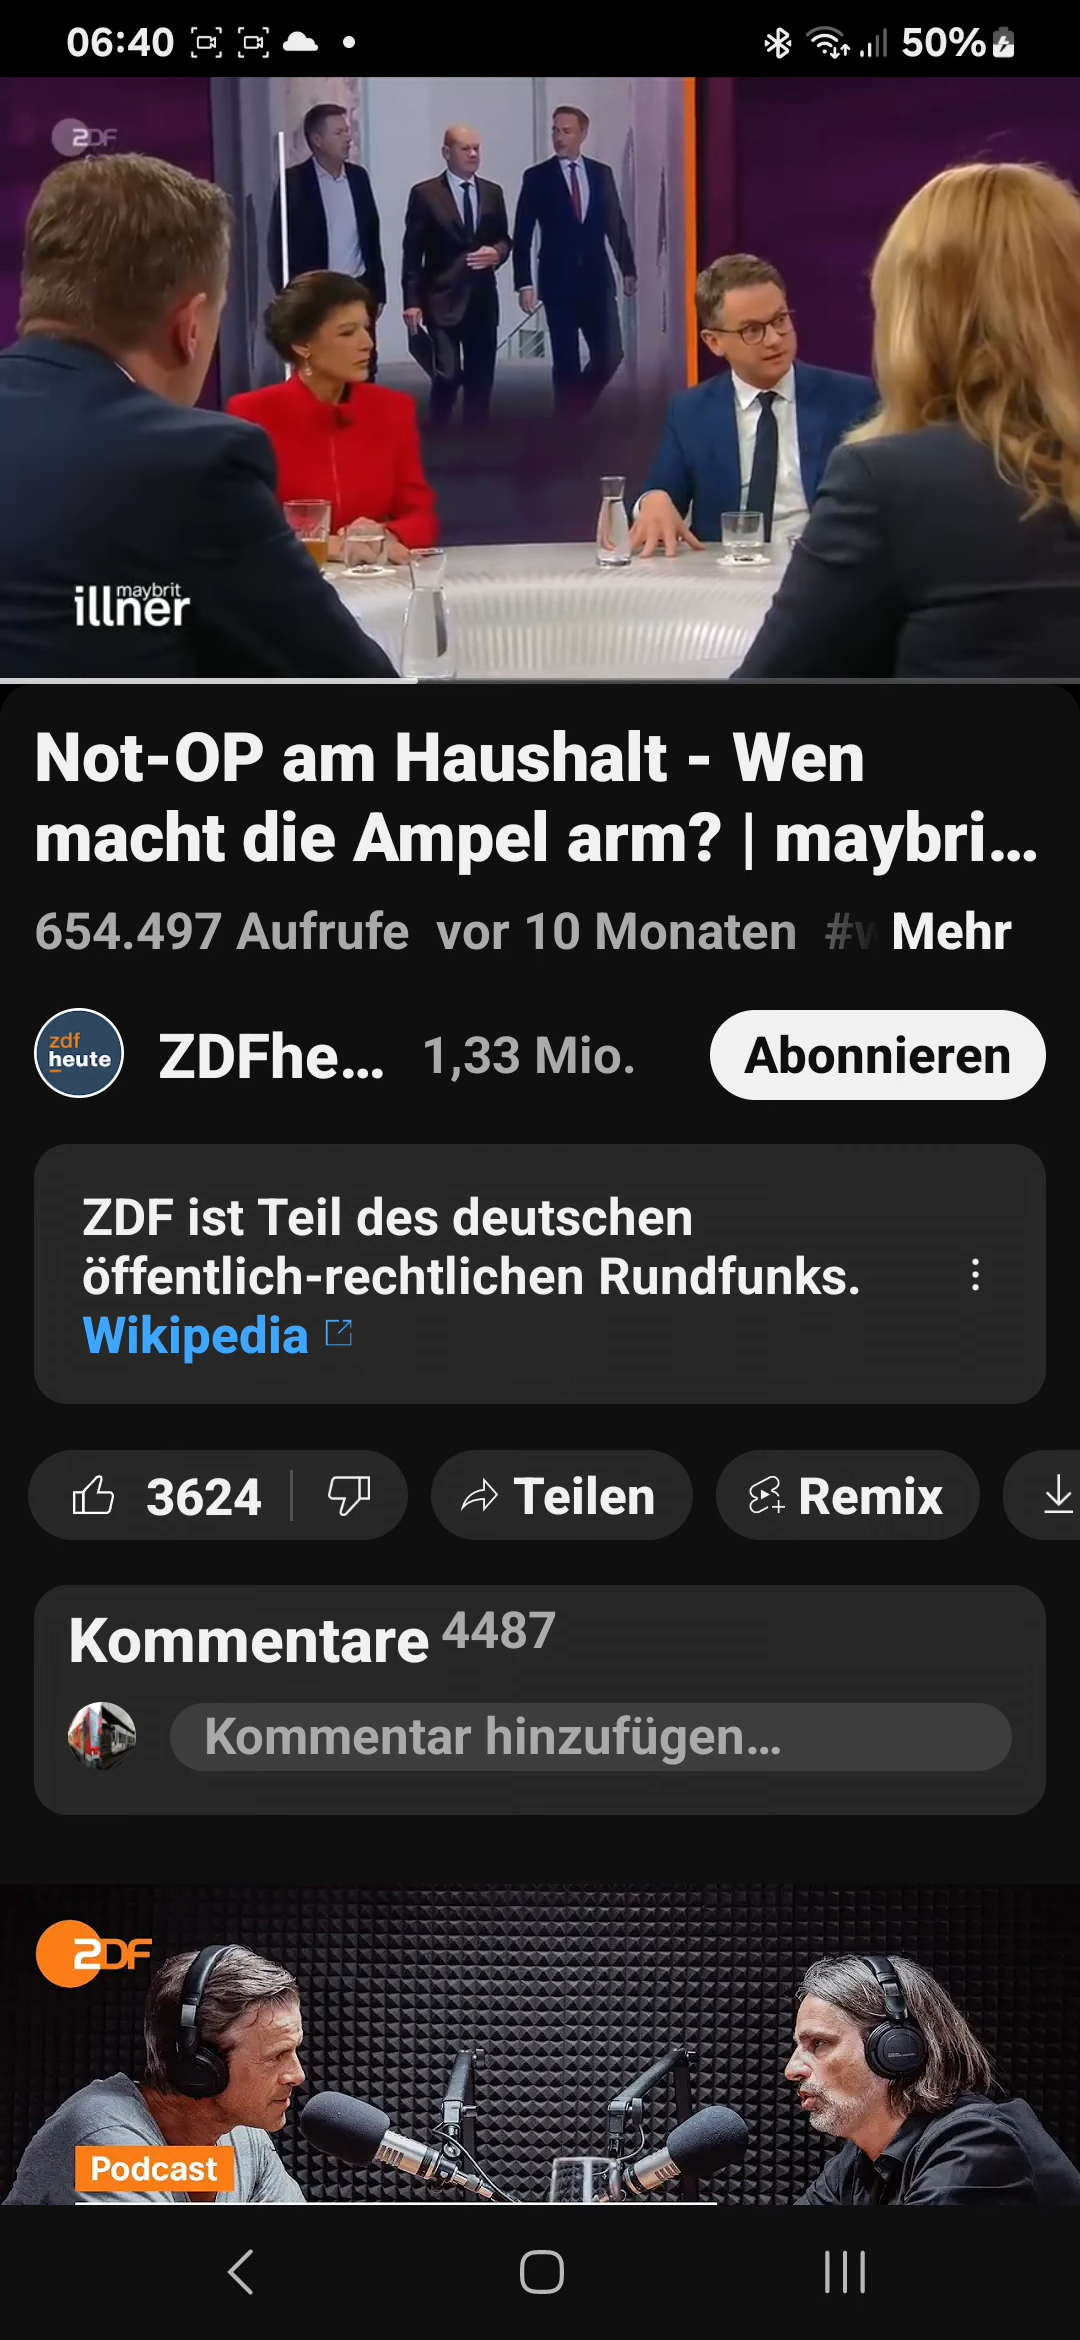 06:40
50%
ZDF
maybrit
illner
Not-OP am Haushalt - Wen
macht die Ampel arm? | maybri...
654.497 Aufrufe vor 10 Monaten #w Mehr
zdf
heute
ZDFhe... 1,33 Mio. Abonnieren
ZDF ist Teil des deutschen
öffentlich-rechtlichen Rundfunks.
Wikipedia
3624 Teilen Remix
Kommentare 4487
Kommentar hinzufügen...
ZDF
Podcast